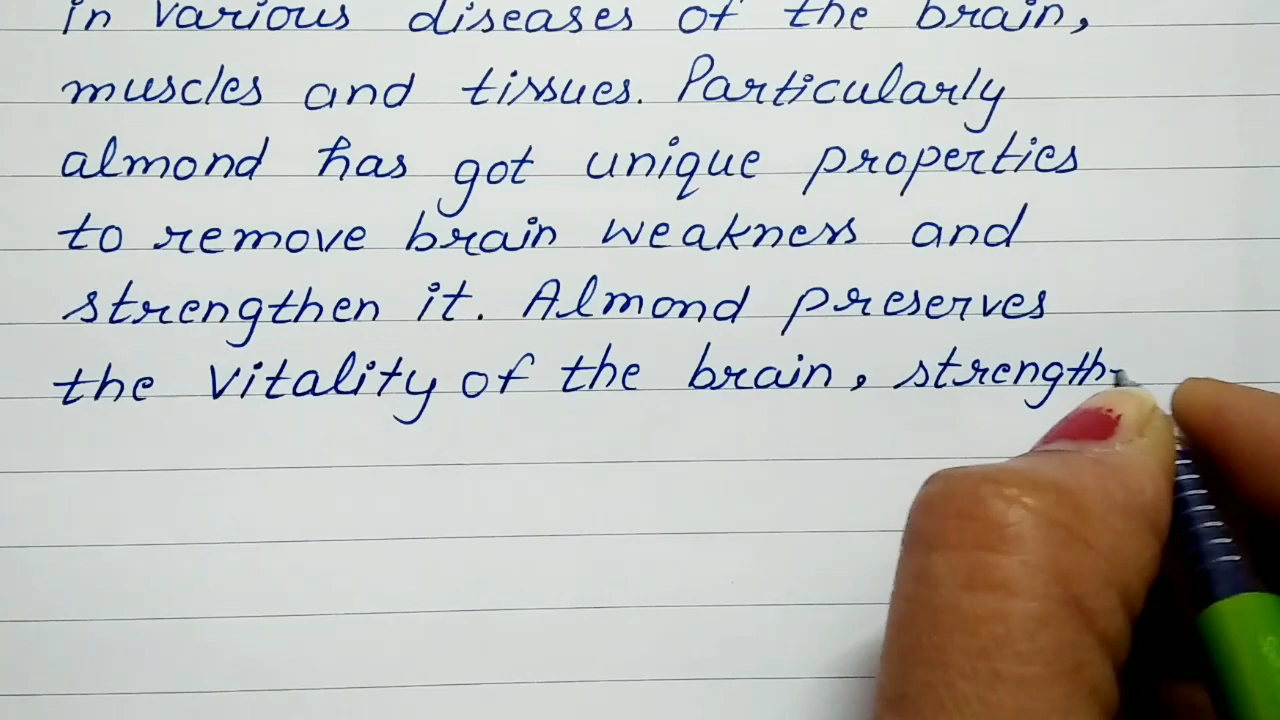 in various diseases of the brain,
muscles and tissues. Particularly
almond has got unique properties
to remove brain weakness and
strengthen it. Almond preserves
the vitality of the brain, strength-